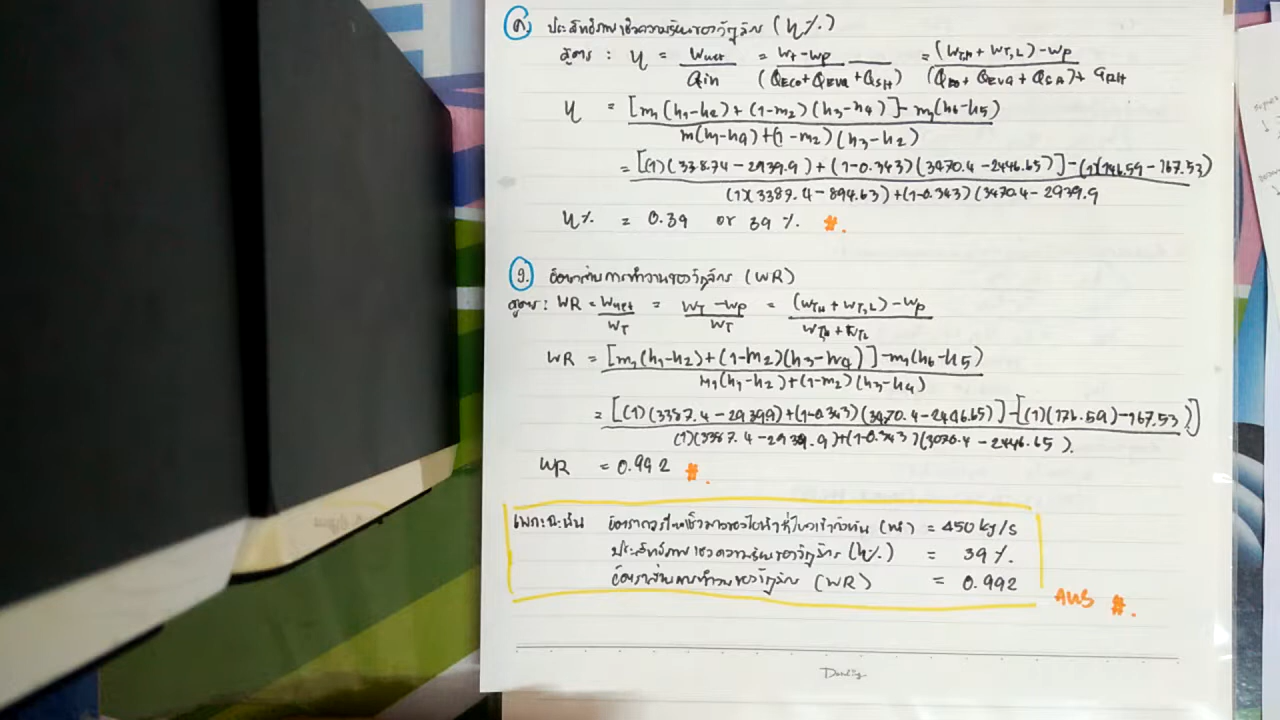 ค. ประสิทธิภาพเชิงความร้อนของวัฏจักร (η%)
สูตร : η = Wnet / Qin = WT - WP / (QECO + QEVA + QSH) = (WT,H + WT,L) - WP / (QECO + QEVA + QSH) + QRH
η = [m1(h1-h2) + (1-m2)(h3-h4)] - m1(h6-h5) / m(h1-h9) + (1-m2)(h3-h2)
= [(1)(338.74 - 2939.9) + (1-0.343)(3470.4 - 2446.65)] - (1)(176.59 - 167.53) / (1)(3387.4 - 894.63) + (1-0.343)(3470.4 - 2939.9
η% = 0.39 or 39 % #.
ง. อัตราส่วนการทำงานของวัฏจักร (WR)
สูตร : WR = Wnet / WT = WT - WP / WT = (WTH + WT,L) - WP / WTH + WTL
WR = [m1(h1-h2) + (1-m2)(h3-h4)] - m1(h6-h5) / m1(h1-h2) + (1-m2)(h3-h4)
= [(1)(3387.4 - 2939.9) + (1-0.343)(3470.4 - 2446.65)] - [(1)(176.59) - 167.53)] / (1)(3387.4 - 2939.9) + (1-0.343)(3070.4 - 2446.65).
WR = 0.992 #.
เพราะฉะนั้น อัตราการไหลเชิงมวลของไอน้ำที่ไหลเข้ากังหัน (ṁ) = 450 kg/s
ประสิทธิภาพเชิงความร้อนของวัฏจักร (η%) = 39 %.
อัตราส่วนการทำงานของวัฏจักร (WR) = 0.992
ANS #.